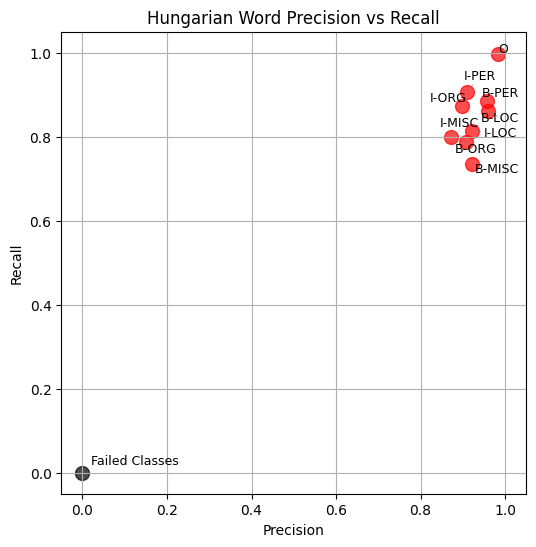 Hungarian Word Precision vs Recall
1.0
O
I-PER
B-PER
I-ORG
B-LOC
I-MISC
I-LOC
0.8
B-ORG
B-MISC
0.6
Recall
0.4
0.2
Failed Classes
0.0
0.0 0.2 0.4 0.6 0.8 1.0
Precision